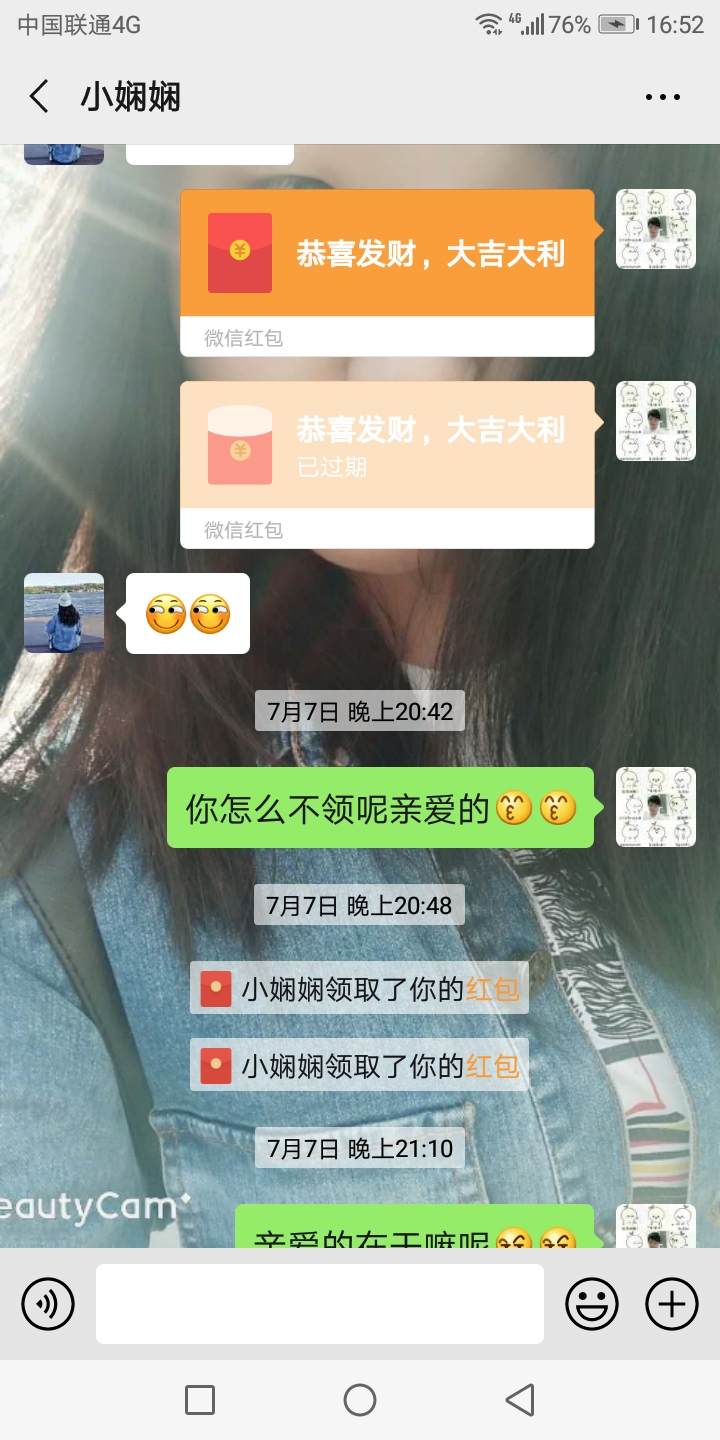 中国联通4G
4G
76%
16:52
小娴娴
恭喜发财，大吉大利
微信红包
恭喜发财，大吉大利
已过期
微信红包
7月7日 晚上20:42
你怎么不领呢亲爱的
7月7日 晚上20:48
小娴娴领取了你的红包
小娴娴领取了你的红包
7月7日 晚上21:10
eautyCam
亲爱的在干嘛呢